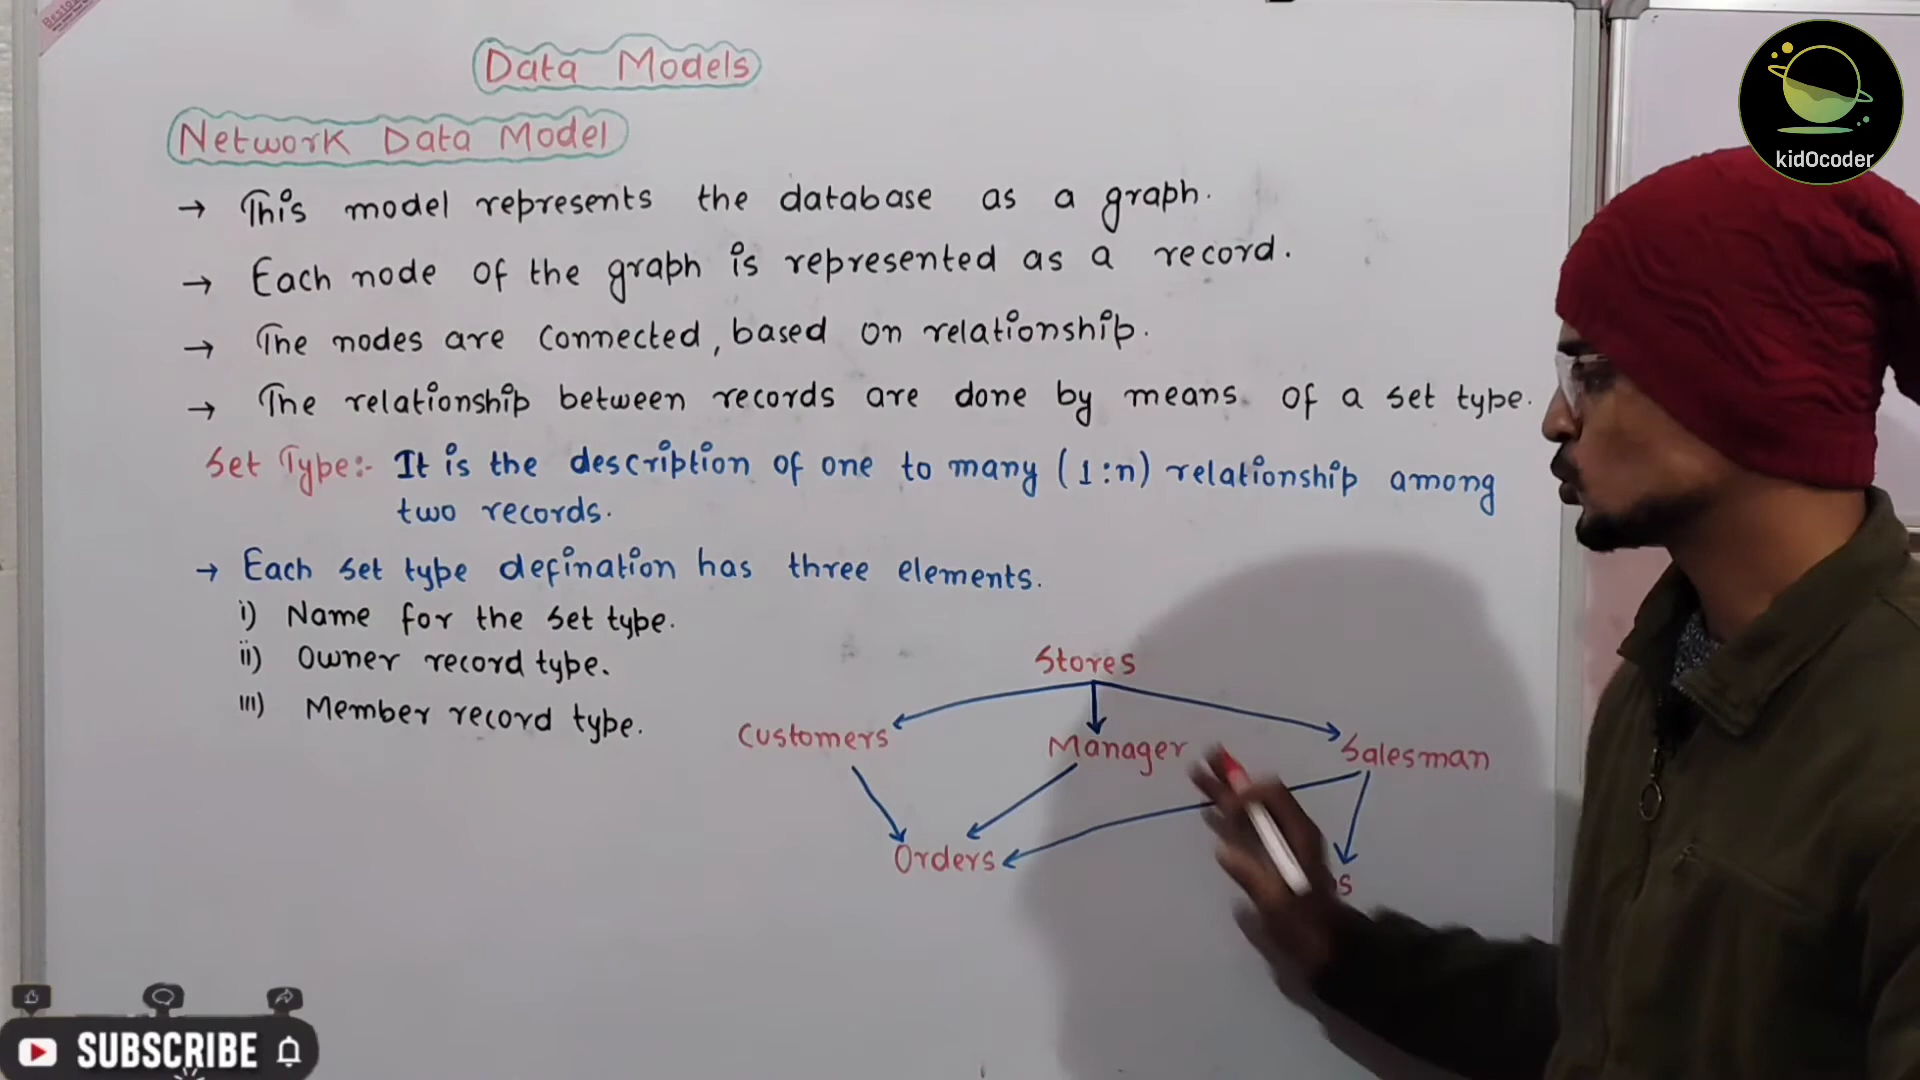 Data Models
Network Data Model
→ This model represents the database as a graph.
→ Each node of the graph is represented as a record.
→ The nodes are connected, based on relationship.
→ The relationship between records are done by means of a set type.
Set Type:- It is the description of one to many (1:n) relationship among
two records.
→ Each set type defination has three elements.
i) Name for the set type.
ii) Owner record type.
iii) Member record type.
Stores
Customers Manager Salesman
Orders
kidOcoder
SUBSCRIBE